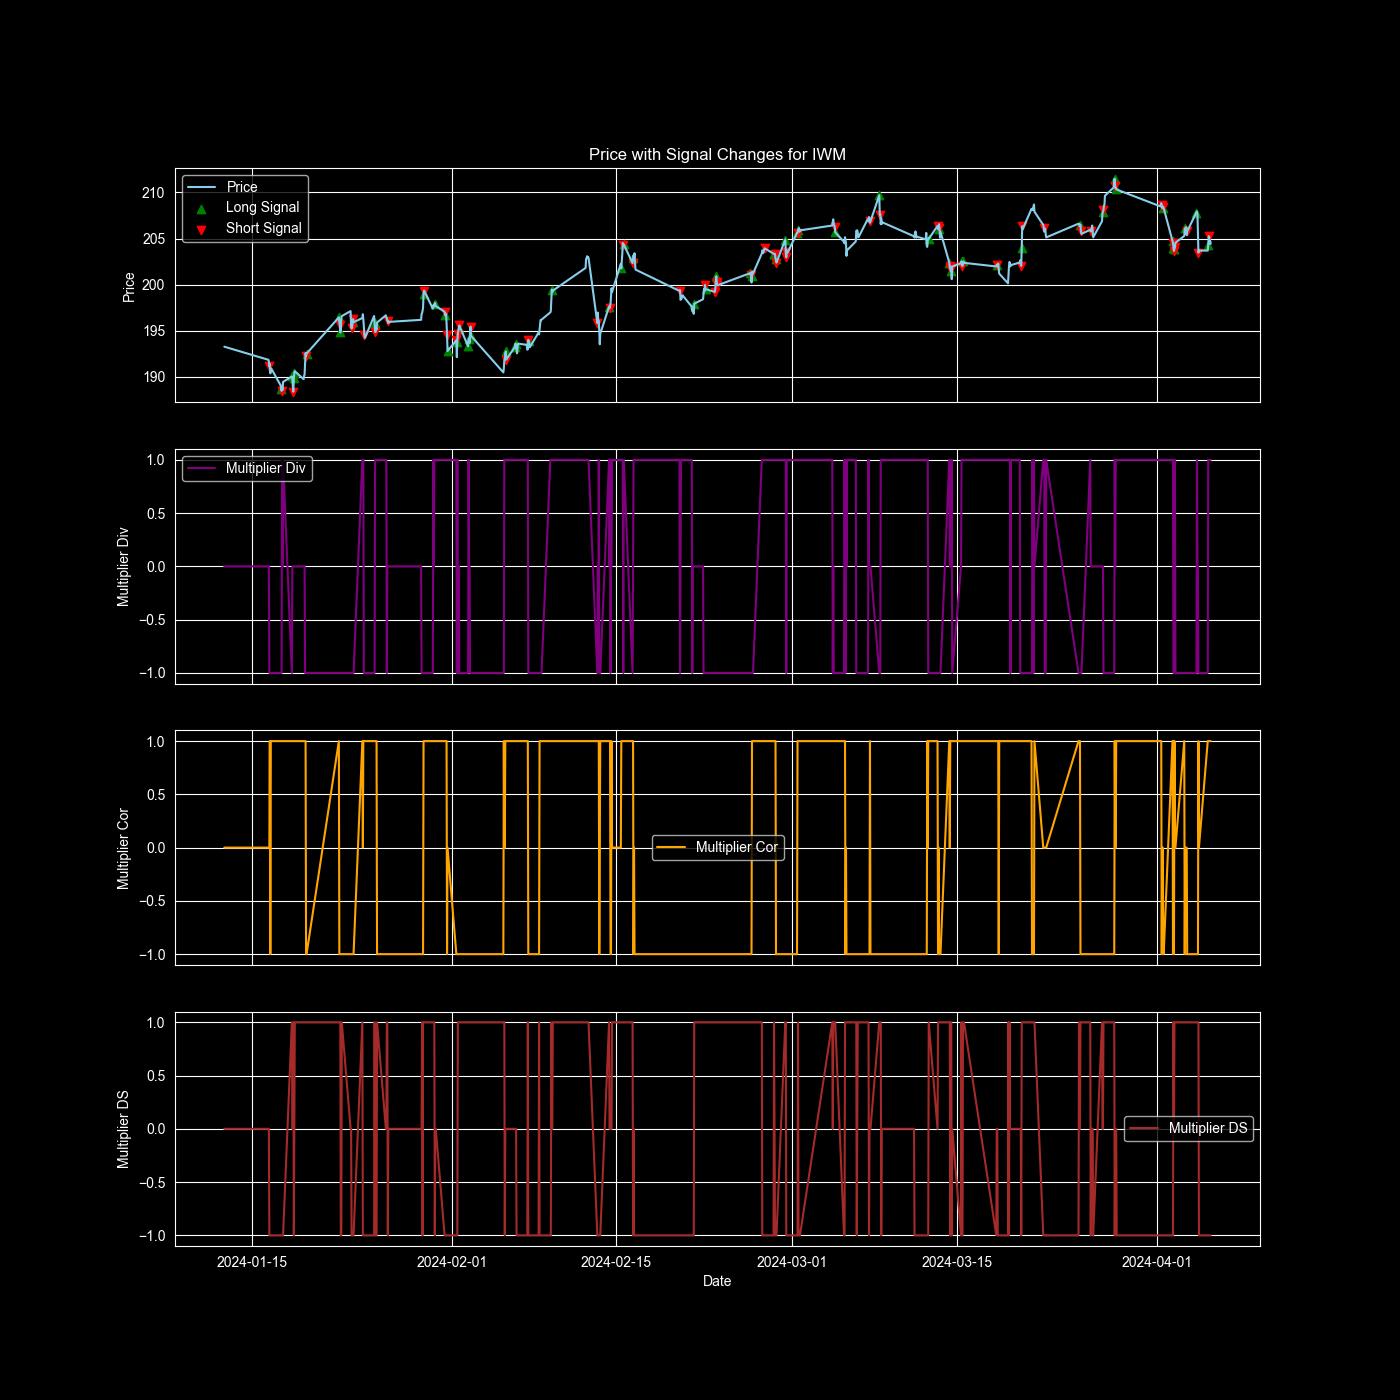 Price with Signal Changes for IWM
Price
Long Signal
Short Signal
210
205
200
195
190
Price
Multiplier Div
1.0
0.5
0.0
−0.5
−1.0
Multiplier Div
1.0
0.5
0.0
−0.5
−1.0
Multiplier Cor
Multiplier Cor
1.0
0.5
0.0
−0.5
−1.0
Multiplier DS
Multiplier DS
2024-01-15 2024-02-01 2024-02-15 2024-03-01 2024-03-15 2024-04-01
Date